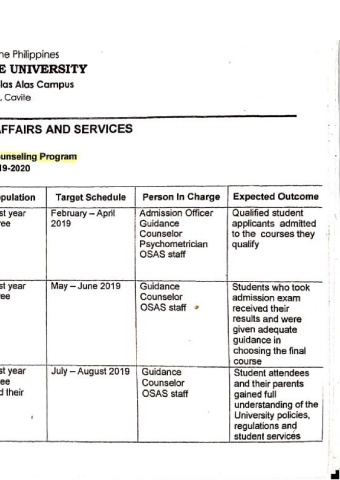 he Philippines
E UNIVERSITY
las Alas Campus
, Cavite
AFFAIRS AND SERVICES
unseling Program
19-2020
pulation Target Schedule Person In Charge Expected Outcome
st year February – April Admission Officer Qualified student
ee 2019 Guidance applicants admitted
Counselor to the courses they
Psychometrician qualify
OSAS staff
st year May – June 2019 Guidance Students who took
ee Counselor admission exam
OSAS staff received their
results and were
given adequate
guidance in
choosing the final
course
st year July – August 2019 Guidance Student attendees
ee Counselor and their parents
d their OSAS staff gained full
understanding of the
University policies,
regulations and
student services